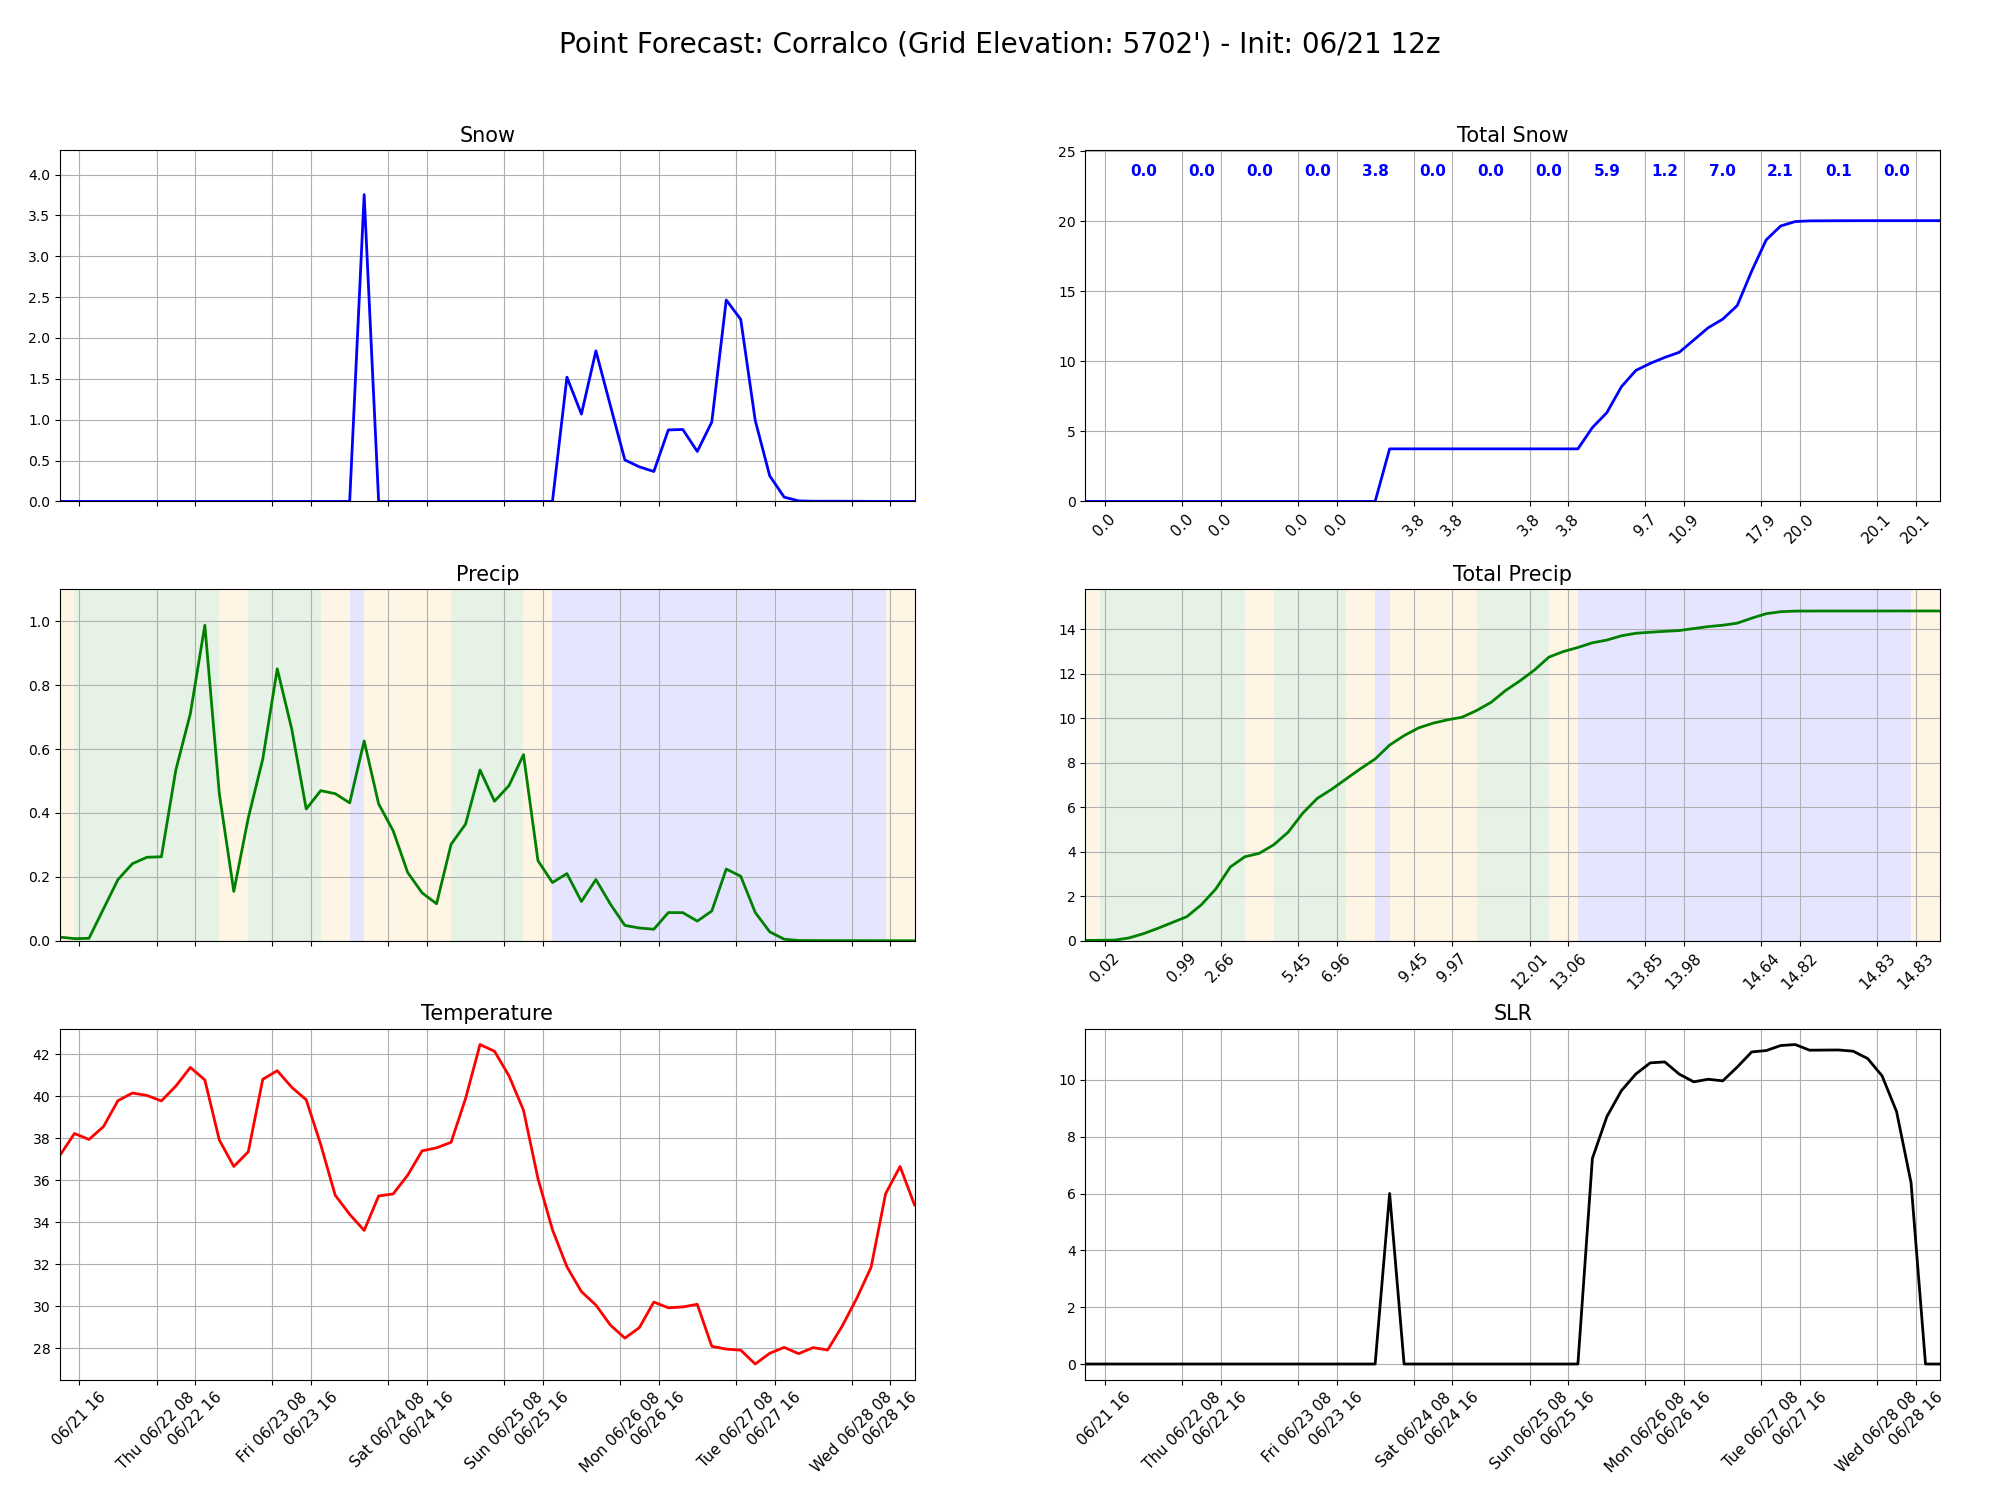 Point Forecast: Corralco (Grid Elevation: 5702') - Init: 06/21 12z
Snow
4.0
3.5
3.0
2.5
2.0
1.5
1.0
0.5
0.0
Total Snow
25
20
15
10
5
0
0.0 0.0 0.0 0.0 3.8 0.0 0.0 0.0 5.9 1.2 7.0 2.1 0.1 0.0
0.0 0.0 0.0 0.0 0.0 3.8 3.8 3.8 3.8 9.7 10.9 17.9 20.0 20.1 20.1
Precip
1.0
0.8
0.6
0.4
0.2
0.0
Total Precip
14
12
10
8
6
4
2
0
0.02 0.99 2.66 5.45 6.96 9.45 9.97 12.01 13.06 13.85 13.98 14.64 14.82 14.83 14.83
Temperature
42
40
38
36
34
32
30
28
06/21 16
Thu 06/22 08
06/22 16
Fri 06/23 08
06/23 16
Sat 06/24 08
06/24 16
Sun 06/25 08
06/25 16
Mon 06/26 08
06/26 16
Tue 06/27 08
06/27 16
Wed 06/28 08
06/28 16
SLR
10
8
6
4
2
0
06/21 16
Thu 06/22 08
06/22 16
Fri 06/23 08
06/23 16
Sat 06/24 08
06/24 16
Sun 06/25 08
06/25 16
Mon 06/26 08
06/26 16
Tue 06/27 08
06/27 16
Wed 06/28 08
06/28 16